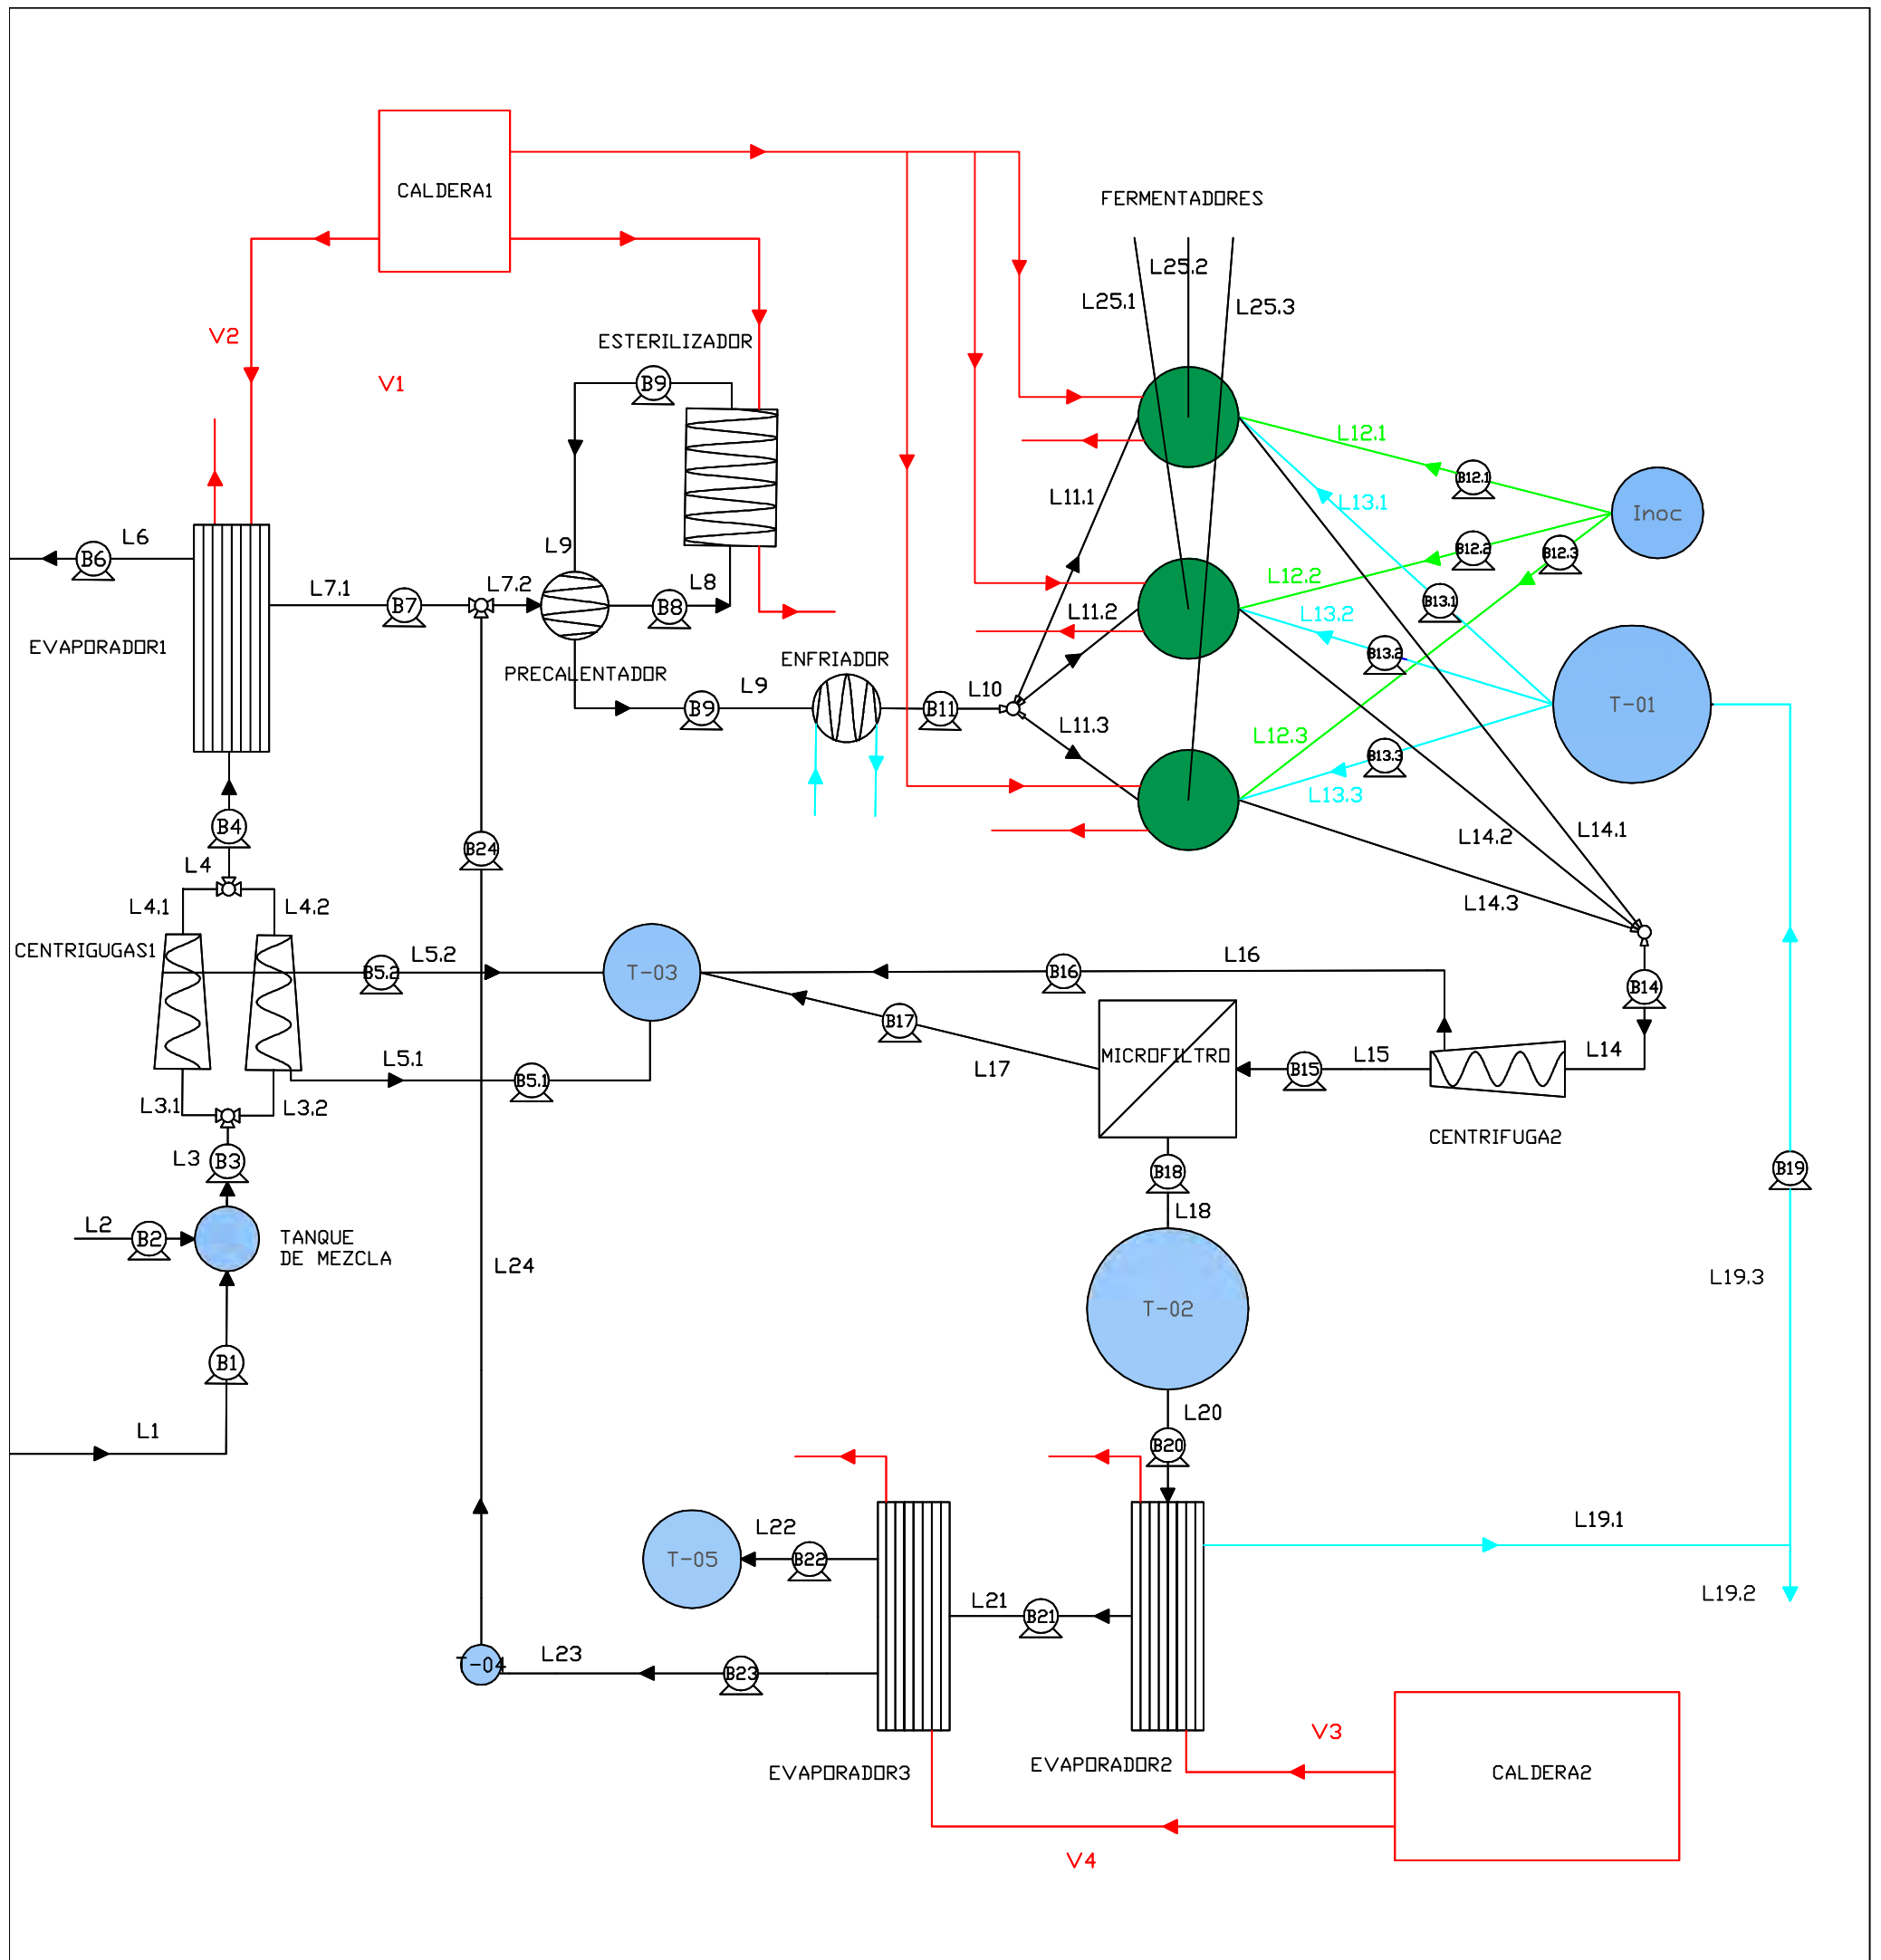 CALDERA1
FERMENTADORES
L25.2
L25.1
L25.3
V2
V1
ESTERILIZADOR
B9
L12.1
B12.1
L11.1
L13.1
Inoc
L6
B6
L9
B12.2
B12.3
L7.1
B7
L7.2
L8
B8
L12.2
L11.2
L13.2
B13.1
EVAPORADOR1
B13.2
ENFRIADOR
PRECALENTADOR
L9
B9
L10
B11
T-01
L11.3
L12.3
B13.3
L13.3
B4
B24
L14.2
L14.1
L4
L4.1
L4.2
L14.3
CENTRIGUGAS1
L5.2
B5.2
T-03
L16
B16
B14
B17
MICROFILTRO
L5.1
L17
B15
L15
L14
B5.1
L3.1
L3.2
CENTRIFUGA2
L3
B3
B18
B19
L18
L2
B2
TANQUE
DE MEZCLA
L24
L19.3
T-02
B1
L20
L1
B20
L22
L19.1
T-05
B22
L21
B21
L19.2
L23
T-04
B23
V3
EVAPORADOR3
EVAPORADOR2
CALDERA2
V4